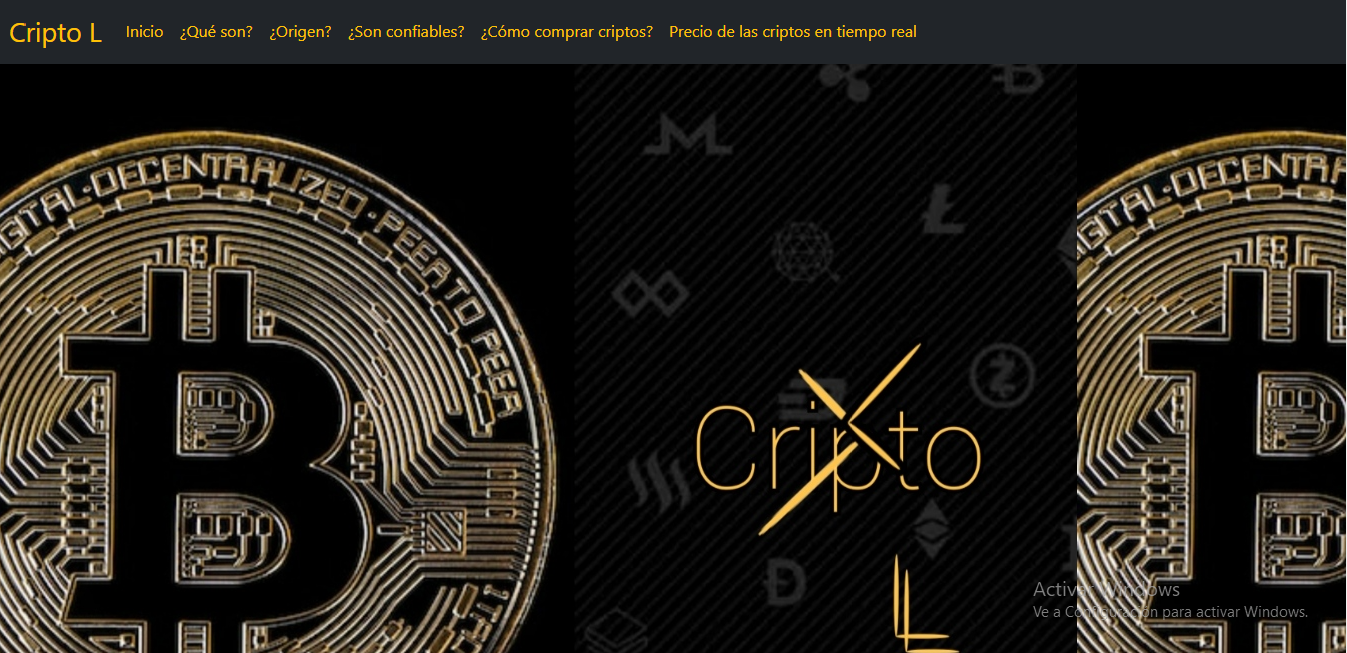 Cripto L Inicio ¿Qué son? ¿Origen? ¿Son confiables? ¿Cómo comprar criptos? Precio de las criptos en tiempo real
DIGITAL · DECENTRALIZED · PEER TO PEER
Cripto
L
DIGITAL · DECENTRA
Activar Windows
Ve a Configuración para activar Windows.